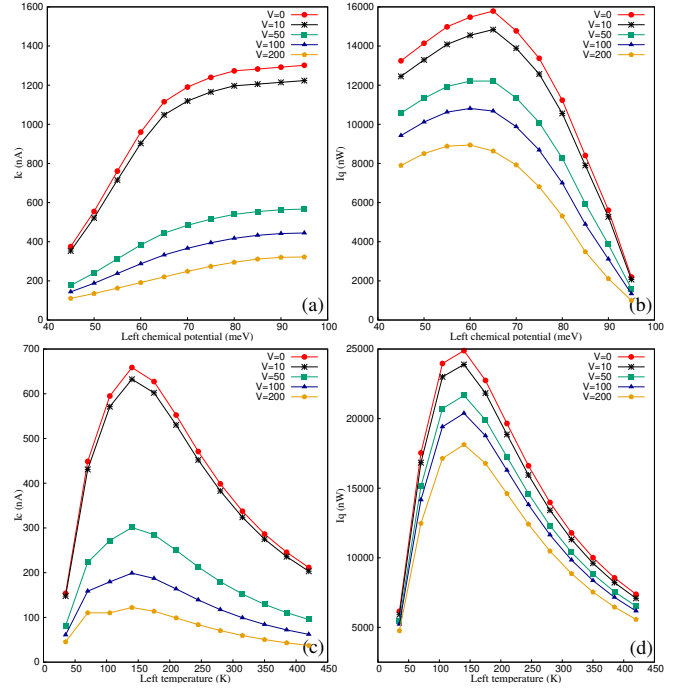 1600
1400
1200
1000
800
600
400
200
0
40 50 60 70 80 90 100
Ic (nA)
Left chemical potential (meV)
V=0
V=10
V=50
V=100
V=200
(a)
16000
14000
12000
10000
8000
6000
4000
2000
0
40 50 60 70 80 90 100
Iq (nW)
Left chemical potential (meV)
V=0
V=10
V=50
V=100
V=200
(b)
700
600
500
400
300
200
100
0
0 50 100 150 200 250 300 350 400 450
Ic (nA)
Left temperature (K)
V=0
V=10
V=50
V=100
V=200
(c)
25000
20000
15000
10000
5000
0 50 100 150 200 250 300 350 400 450
Iq (nW)
Left temperature (K)
V=0
V=10
V=50
V=100
V=200
(d)